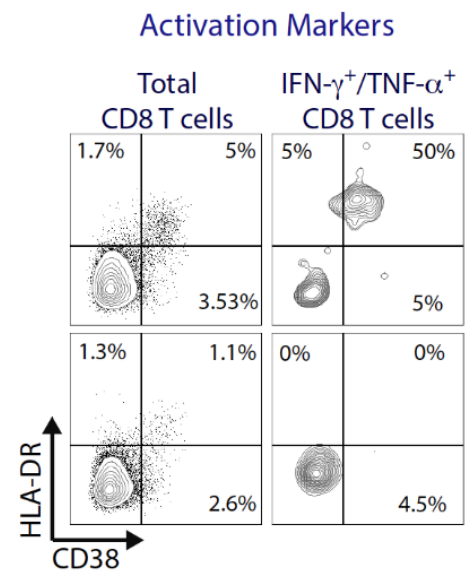 Activation Markers
Total
CD8 T cells
IFN-γ⁺/TNF-α⁺
CD8 T cells
1.7% 5%
3.53%
5% 50%
5%
1.3% 1.1%
2.6%
0% 0%
4.5%
HLA-DR
CD38